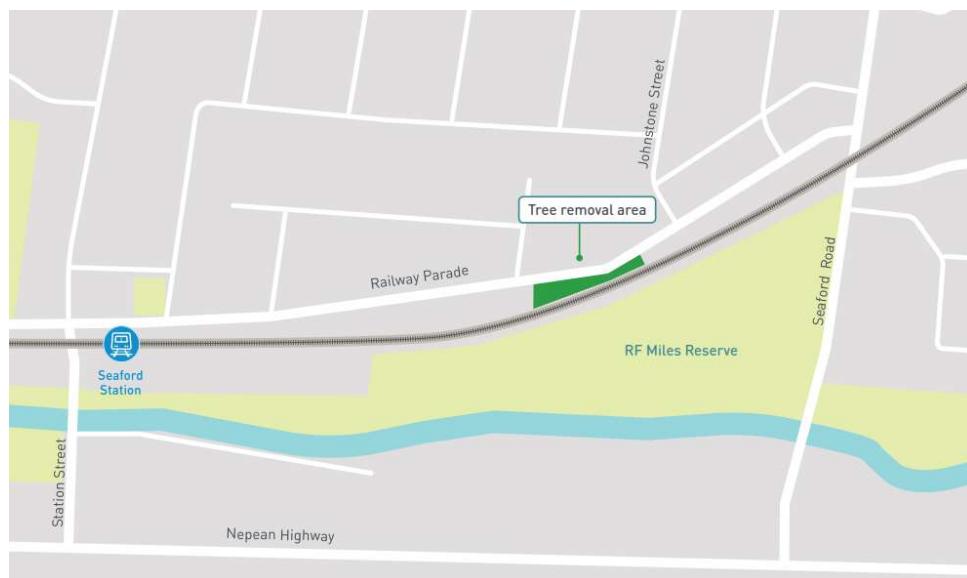 Johnstone Street
Tree removal area
Railway Parade
Seaford Road
RF Miles Reserve
Seaford
Station
Station Street
Nepean Highway